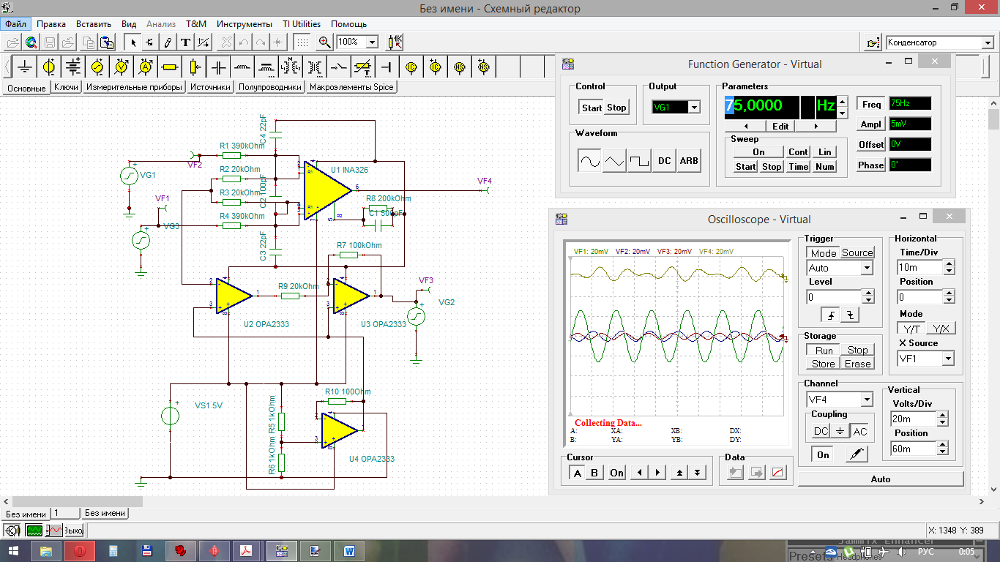 Без имени - Схемный редактор
Файл Правка Вставить Вид Анализ T&M Инструменты TI Utilities Помощь
100%
Конденсатор
Основные Ключи Измерительные приборы Источники Полупроводники Макроэлементы Spice
Function Generator - Virtual
Control
Start Stop
Output
VG1
Parameters
75,0000 Hz
Edit
Freq 75Hz
Ampl 5mV
Offset 0V
Phase 0°
Waveform
DC ARB
Sweep
On Cont Lin
Start Stop Time Num
C4 22pF
R1 390kOhm
VF2
VG1
R2 20kOhm
U1 INA326
VF4
VF1
R3 20kOhm
C2 100pF
R8 200kOhm
C1 500pF
VG3
R4 390kOhm
C3 22pF
R7 100kOhm
R9 20kOhm
VF3
VG2
U2 OPA2333
U3 OPA2333
R10 100Ohm
VS1 5V
R5 1kOhm
R6 1kOhm
U4 OPA2333
Oscilloscope - Virtual
VF1: 20mV VF2: 20mV VF3: 20mV VF4: 20mV
Collecting Data...
A: XA: XB: DX:
B: YA: YB: DY:
Trigger
Mode Source
Auto
Level
0
Storage
Run Stop
Store Erase
Horizontal
Time/Div
10m
Position
0
Mode
Y/T Y/X
X Source
VF1
Channel
VF4
Coupling
DC AC
On
Vertical
Volts/Div
20m
Position
60m
Cursor
A B On
Data
Auto
Без имени 1 Без имени
X: 1348 Y: 389
Presets Headphones
РУС 0:05